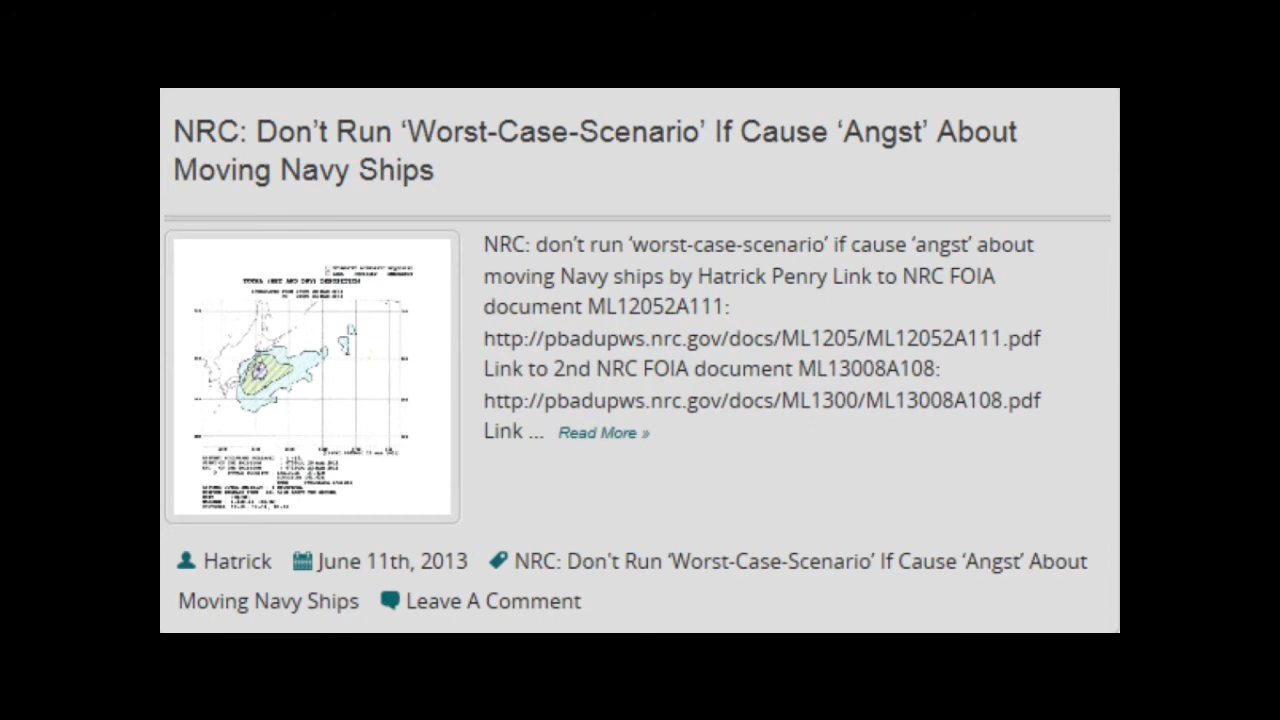 NRC: Don’t Run ‘Worst-Case-Scenario’ If Cause ‘Angst’ About
Moving Navy Ships
NRC: don’t run ‘worst-case-scenario’ if cause ‘angst’ about
moving Navy ships by Hatrick Penry Link to NRC FOIA
document ML12052A111:
http://pbadupws.nrc.gov/docs/ML1205/ML12052A111.pdf
Link to 2nd NRC FOIA document ML13008A108:
http://pbadupws.nrc.gov/docs/ML1300/ML13008A108.pdf
Link ... Read More »
Hatrick June 11th, 2013 NRC: Don't Run ‘Worst-Case-Scenario’ If Cause ‘Angst’ About
Moving Navy Ships Leave A Comment